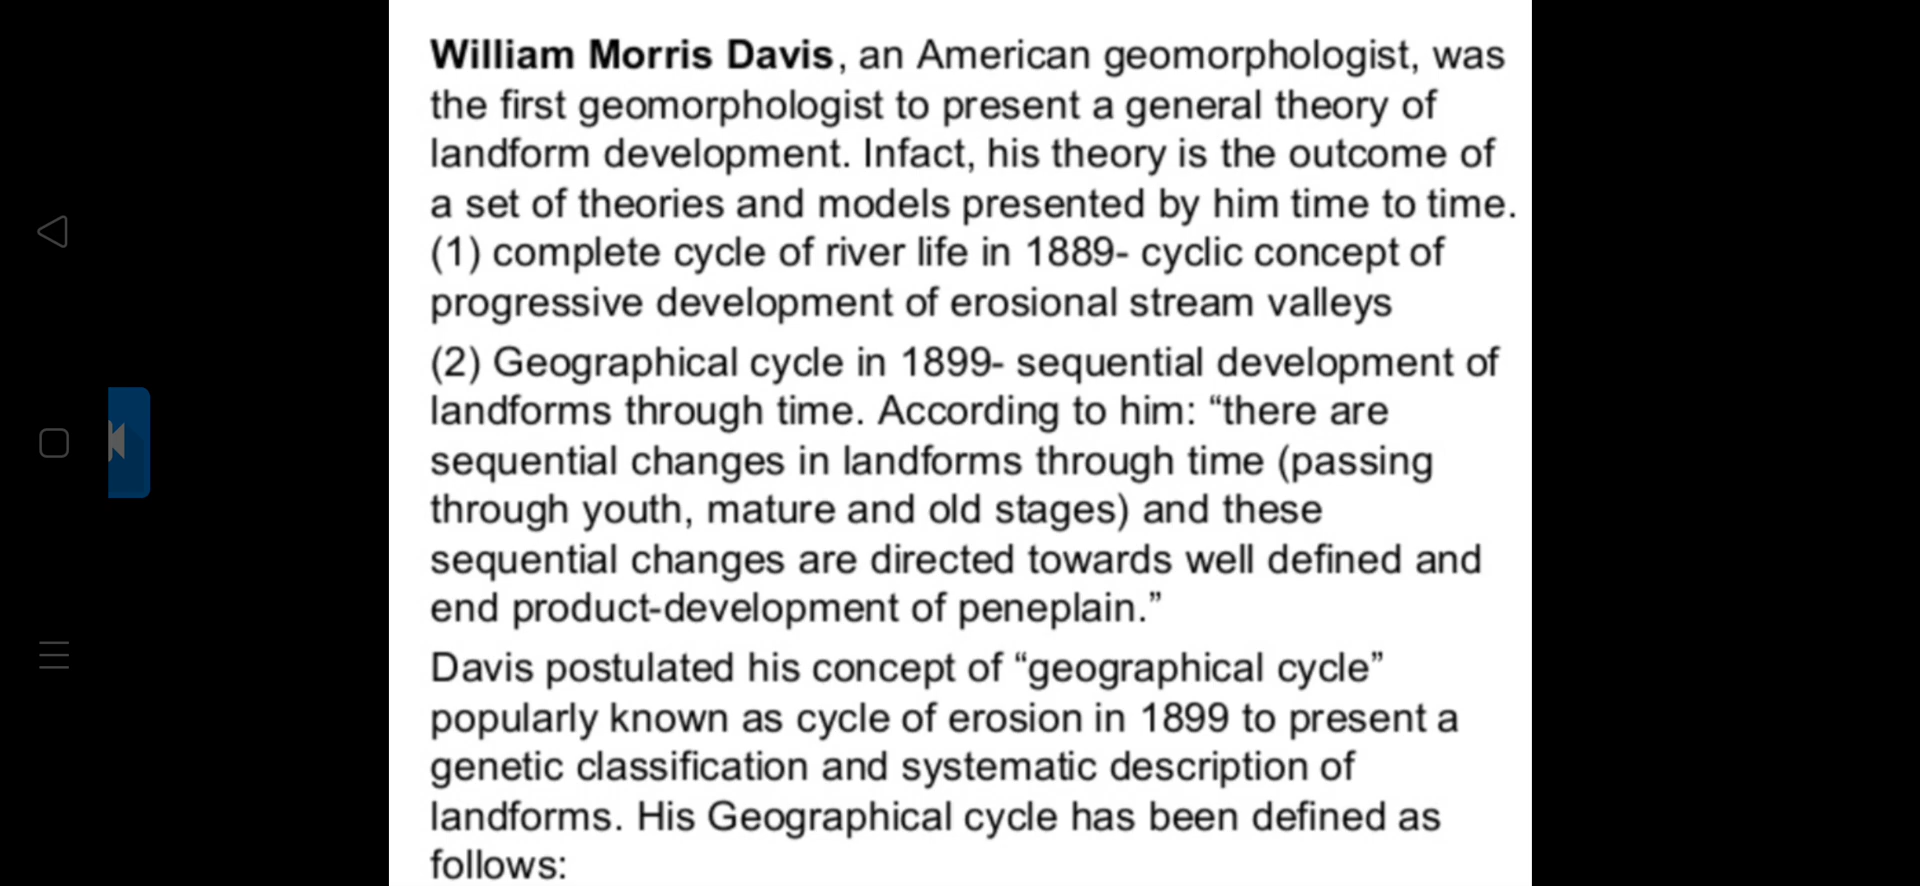 William Morris Davis, an American geomorphologist, was
the first geomorphologist to present a general theory of
landform development. Infact, his theory is the outcome of
a set of theories and models presented by him time to time.
(1) complete cycle of river life in 1889- cyclic concept of
progressive development of erosional stream valleys
(2) Geographical cycle in 1899- sequential development of
landforms through time. According to him: “there are
sequential changes in landforms through time (passing
through youth, mature and old stages) and these
sequential changes are directed towards well defined and
end product-development of peneplain.”
Davis postulated his concept of “geographical cycle”
popularly known as cycle of erosion in 1899 to present a
genetic classification and systematic description of
landforms. His Geographical cycle has been defined as
follows: